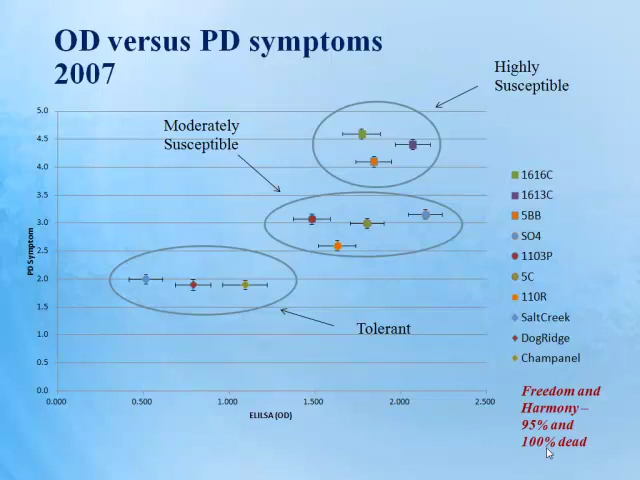 OD versus PD symptoms
2007
Highly
Susceptible
Moderately
Susceptible
5.0
4.5
4.0
3.5
3.0
2.5
2.0
1.5
1.0
0.5
0.0
PD Symptom
Tolerant
0.000 0.500 1.000 1.500 2.000 2.500
ELILSA (OD)
1616C
1613C
5BB
SO4
1103P
5C
110R
SaltCreek
DogRidge
Champanel
Freedom and
Harmony –
95% and
100% dead